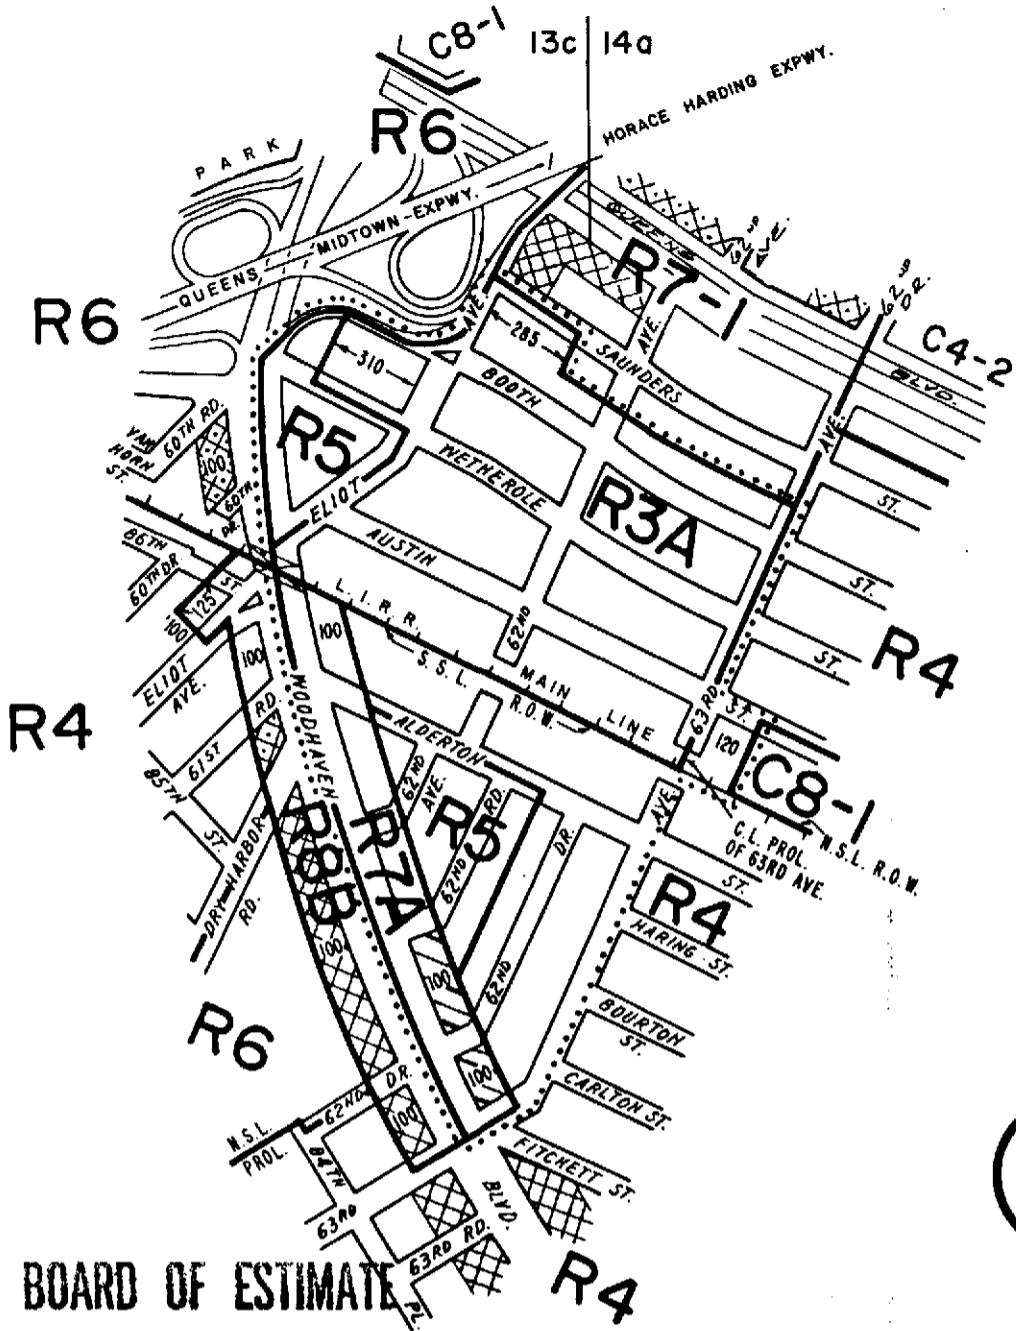 C8-1
13c
14a
HORACE HARDING EXPWY.
R6
PARK
QUEENS MIDTOWN EXPWY.
QUEENS
BLVD.
62
DR.
AVE.
R7-1
C4-2
R6
AVE.
285
310
SAUNDERS
AVE.
BOOTH
AVE.
ST.
60TH RD.
VAN HORN ST.
100
60TH DR.
R5
ELIOT
WETHEROLE
R3A
AUSTIN
ST.
86TH ST.
60TH DR
125
100
L.I.R.R.
S.S.L.
MAIN LINE
R.O.W.
62ND
ST.
R4
ELIOT AVE.
100
100
WOODHAVEN
63RD
ST.
120
C8-1
R4
61ST RD.
85TH ST.
ALDERTON
62ND AVE.
R5
62ND RD.
DR.
AVE.
C.L. PROL. OF 63RD AVE.
N.S.L. R.O.W.
DRY HARBOR RD.
R8B
R7A
ST.
R4
HARING ST.
100
100
62ND
BOURTON ST.
R6
CARLTON ST.
62ND DR.
100
100
N.S.L. PROL.
84TH
FITCHETT ST.
63RD
BLVD.
63RD RD.
PL.
R4
BOARD OF ESTIMATE